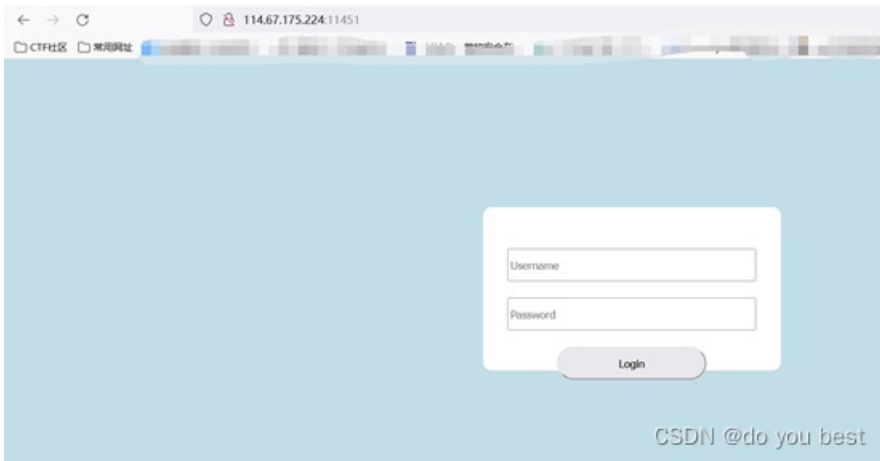 114.67.175.224:11451
CTF社区 常用网址
Username
Password
Login
CSDN @do you best